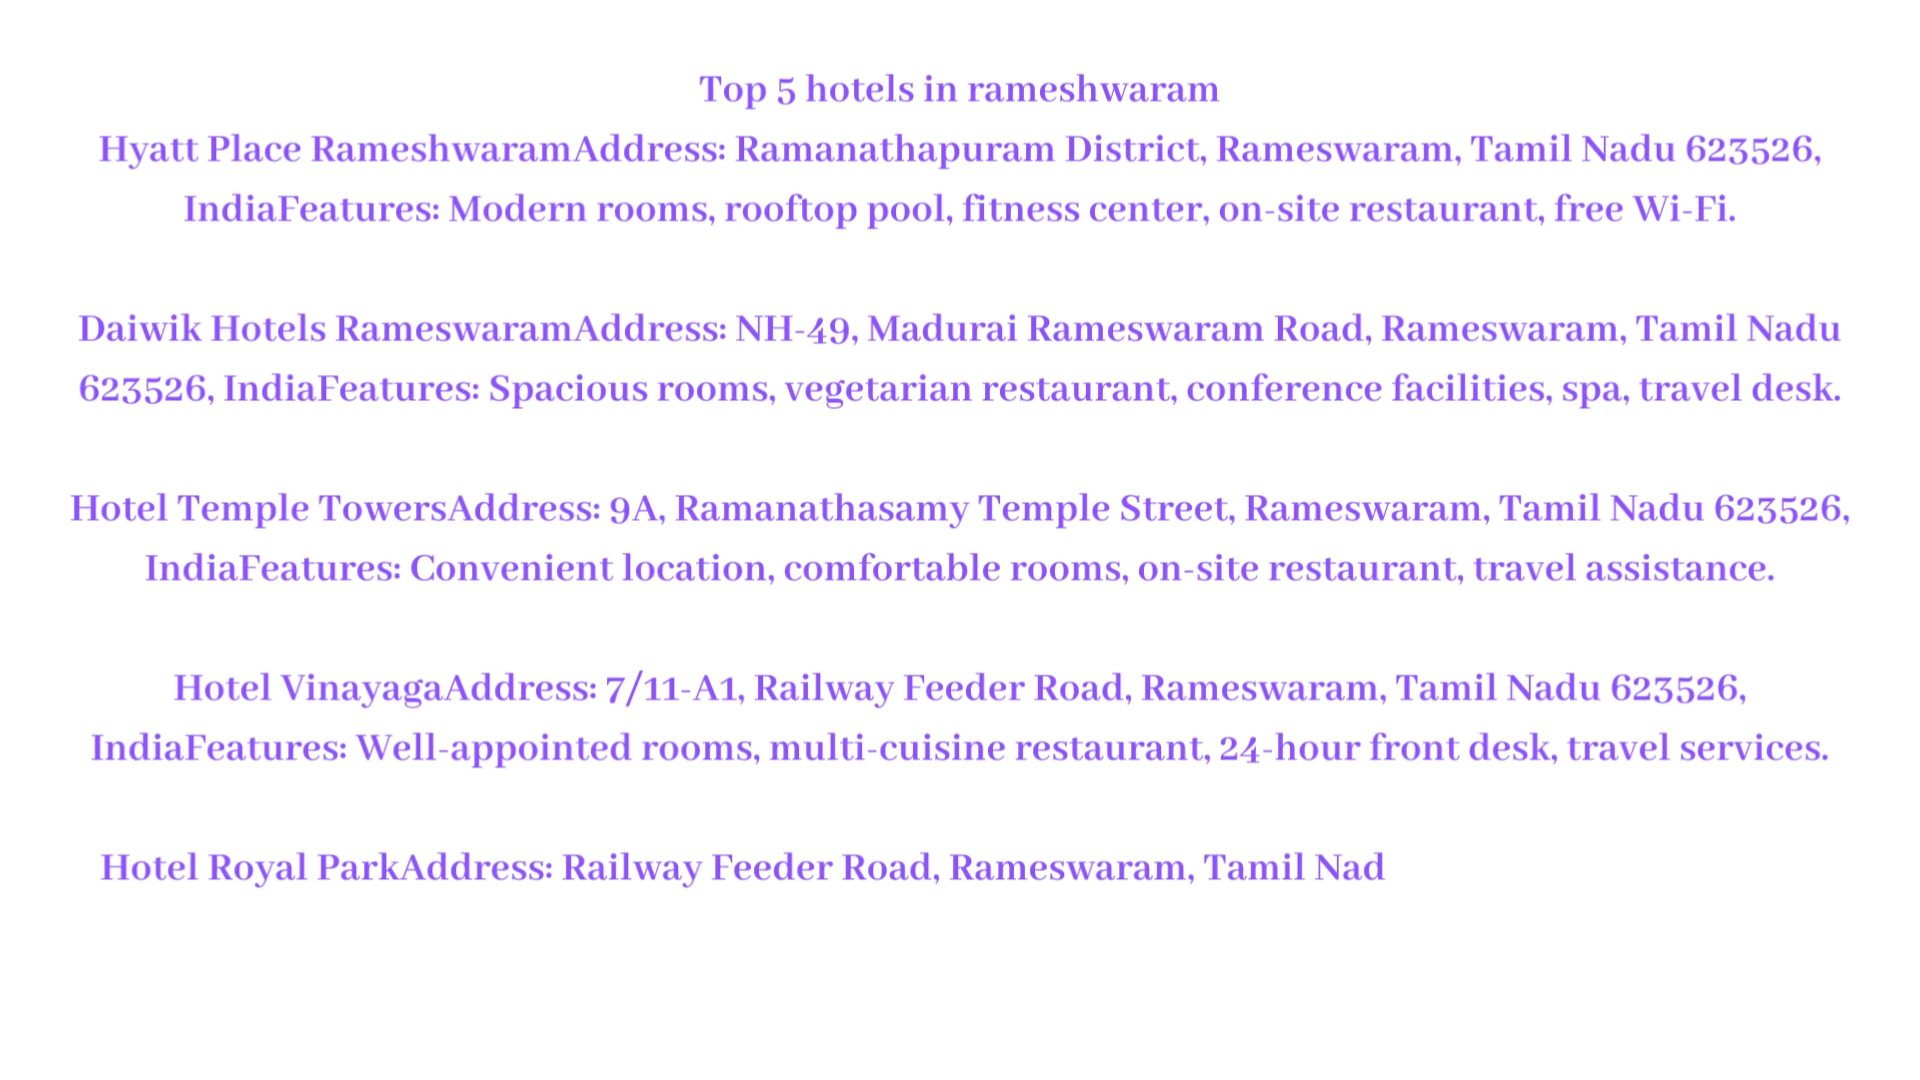 Top 5 hotels in rameshwaram
Hyatt Place RameshwaramAddress: Ramanathapuram District, Rameswaram, Tamil Nadu 623526,
IndiaFeatures: Modern rooms, rooftop pool, fitness center, on-site restaurant, free Wi-Fi.
Daiwik Hotels RameswaramAddress: NH-49, Madurai Rameswaram Road, Rameswaram, Tamil Nadu
623526, IndiaFeatures: Spacious rooms, vegetarian restaurant, conference facilities, spa, travel desk.
Hotel Temple TowersAddress: 9A, Ramanathasamy Temple Street, Rameswaram, Tamil Nadu 623526,
IndiaFeatures: Convenient location, comfortable rooms, on-site restaurant, travel assistance.
Hotel VinayagaAddress: 7/11-A1, Railway Feeder Road, Rameswaram, Tamil Nadu 623526,
IndiaFeatures: Well-appointed rooms, multi-cuisine restaurant, 24-hour front desk, travel services.
Hotel Royal ParkAddress: Railway Feeder Road, Rameswaram, Tamil Nad